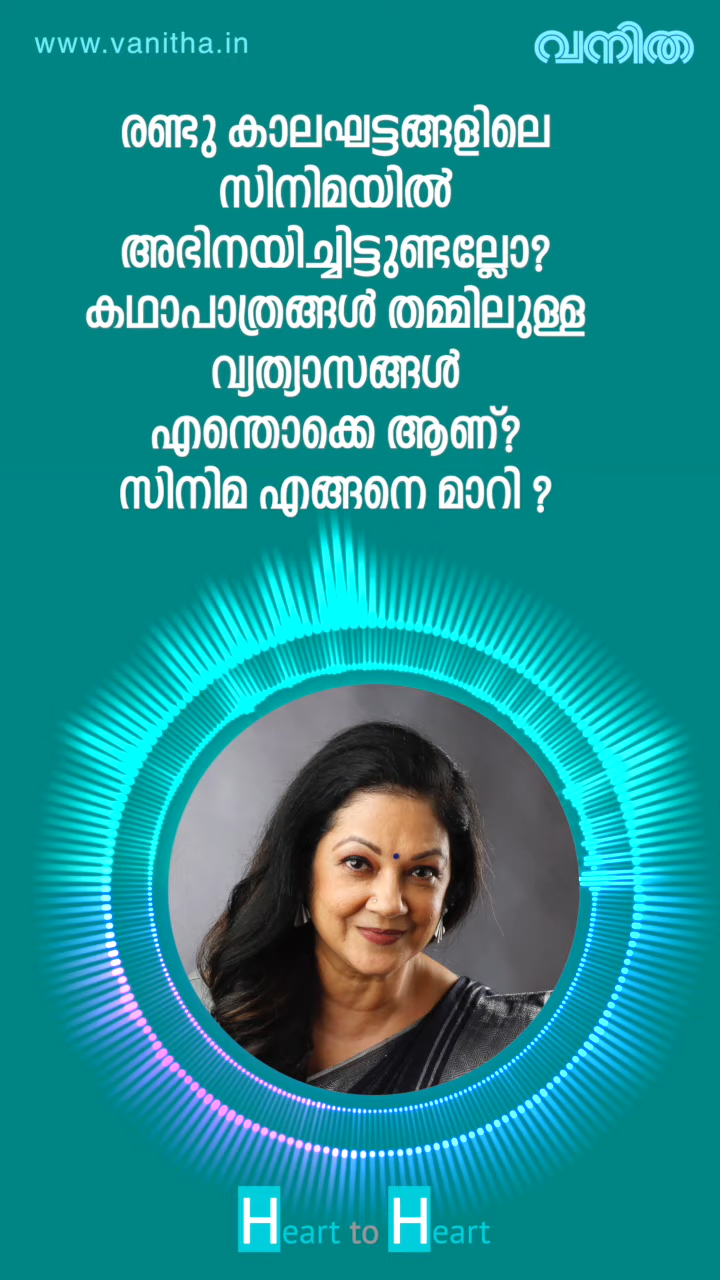 www.vanitha.in
വനിത
രണ്ടു കാലഘട്ടങ്ങളിലെ
സിനിമയിൽ
അഭിനയിച്ചിട്ടുണ്ടല്ലോ?
കഥാപാത്രങ്ങൾ തമ്മിലുള്ള
വ്യത്യാസങ്ങൾ
എന്തൊക്കെ ആണ്?
സിനിമ എങ്ങനെ മാറി ?
Heart to Heart